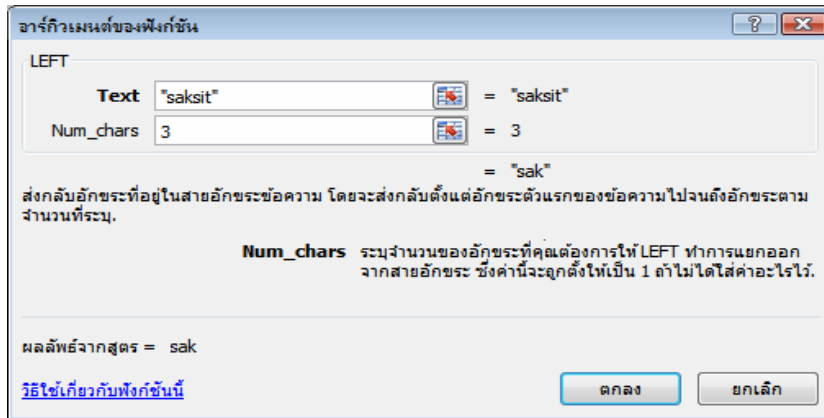 อาร์กิวเมนต์ของฟังก์ชัน
LEFT
Text "saksit" = "saksit"
Num_chars 3 = 3
= "sak"
ส่งกลับอักขระที่อยู่ในสายอักขระข้อความ โดยจะส่งกลับตั้งแต่อักขระตัวแรกของข้อความไปจนถึงอักขระตาม
จำนวนที่ระบุ.
Num_chars ระบุจำนวนของอักขระที่คุณต้องการให้ LEFT ทำการแยกออก
จากสายอักขระ ซึ่งค่านี้จะถูกตั้งให้เป็น 1 ถ้าไม่ได้ใส่ค่าอะไรไว้.
ผลลัพธ์จากสูตร = sak
วิธีใช้เกี่ยวกับฟังก์ชันนี้ ตกลง ยกเลิก